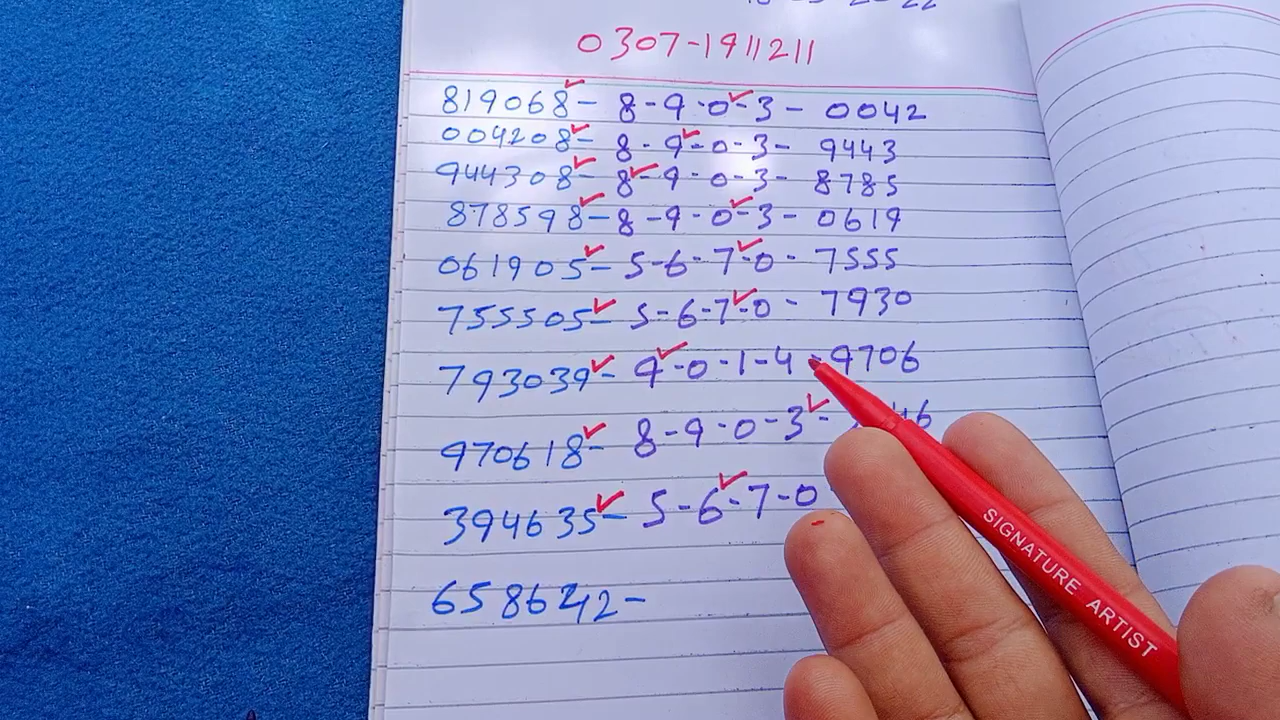 0307-1911211
819068- 8-9-0-3- 0042
004208- 8-9-0-3- 9443
944308- 8-9-0-3- 8785
878598- 8-9-0-3- 0619
061905- 5-6-7-0- 7555
755505- 5-6-7-0- 7930
793039- 9-0-1-4-9706
970618- 8-9-0-3-
394635- 5-6-7-0
658642-
SIGNATURE ARTIST